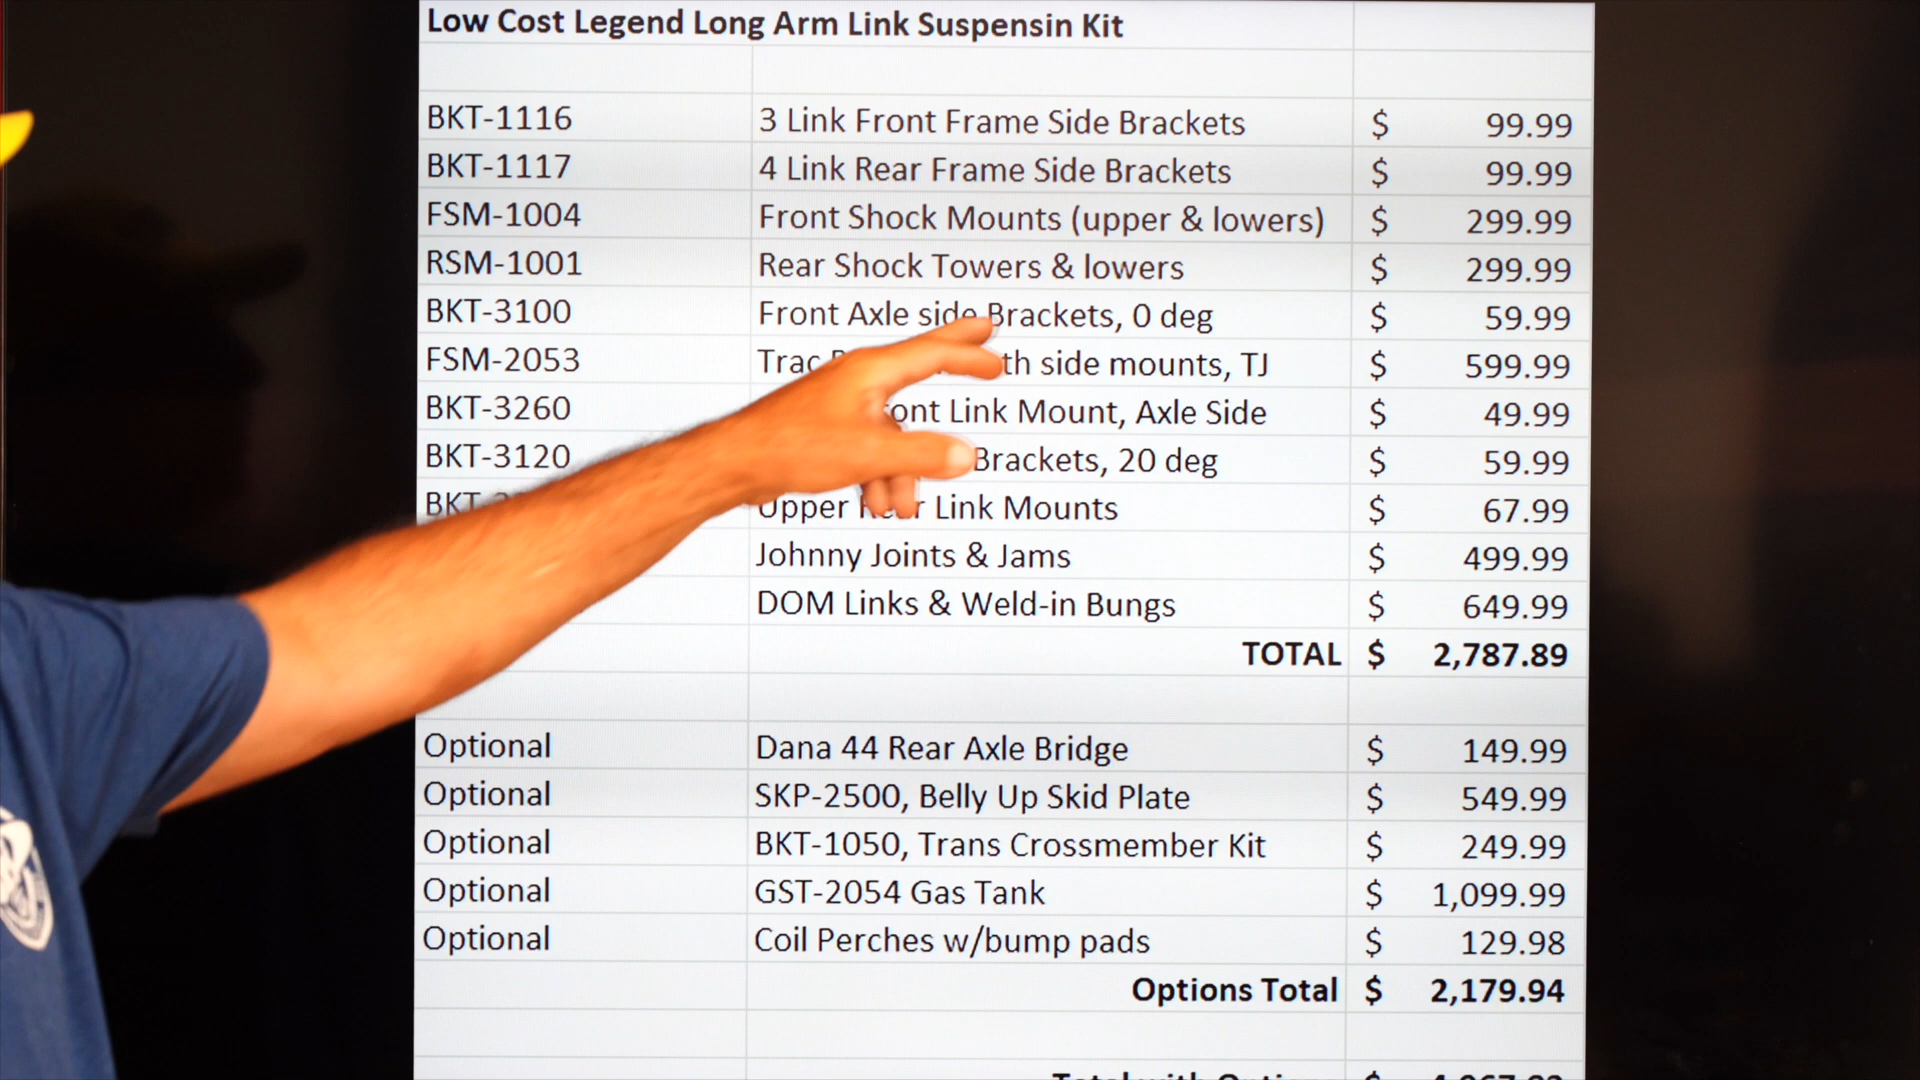 Low Cost Legend Long Arm Link Suspensin Kit
BKT-1116 3 Link Front Frame Side Brackets $ 99.99
BKT-1117 4 Link Rear Frame Side Brackets $ 99.99
FSM-1004 Front Shock Mounts (upper & lowers) $ 299.99
RSM-1001 Rear Shock Towers & lowers $ 299.99
BKT-3100 Front Axle side Brackets, 0 deg $ 59.99
FSM-2053 side mounts, TJ $ 599.99
BKT-3260 Link Mount, Axle Side $ 49.99
BKT-3120 Brackets, 20 deg $ 59.99
Upper Rear Link Mounts $ 67.99
Johnny Joints & Jams $ 499.99
DOM Links & Weld-in Bungs $ 649.99
TOTAL $ 2,787.89
Optional Dana 44 Rear Axle Bridge $ 149.99
Optional SKP-2500, Belly Up Skid Plate $ 549.99
Optional BKT-1050, Trans Crossmember Kit $ 249.99
Optional GST-2054 Gas Tank $ 1,099.99
Optional Coil Perches w/bump pads $ 129.98
Options Total $ 2,179.94